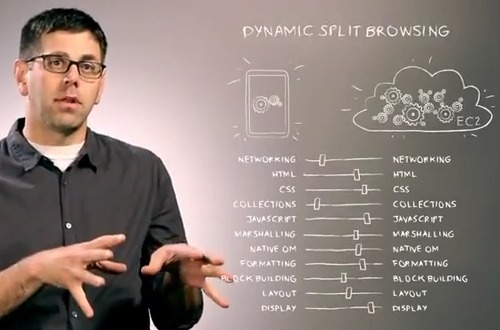 DYNAMIC SPLIT BROWSING
EC2
NETWORKING NETWORKING
HTML HTML
CSS CSS
COLLECTIONS COLLECTIONS
JAVASCRIPT JAVASCRIPT
MARSHALLING MARSHALLING
NATIVE OM NATIVE OM
FORMATTING FORMATTING
BLOCK BUILDING BLOCK BUILDING
LAYOUT LAYOUT
DISPLAY DISPLAY